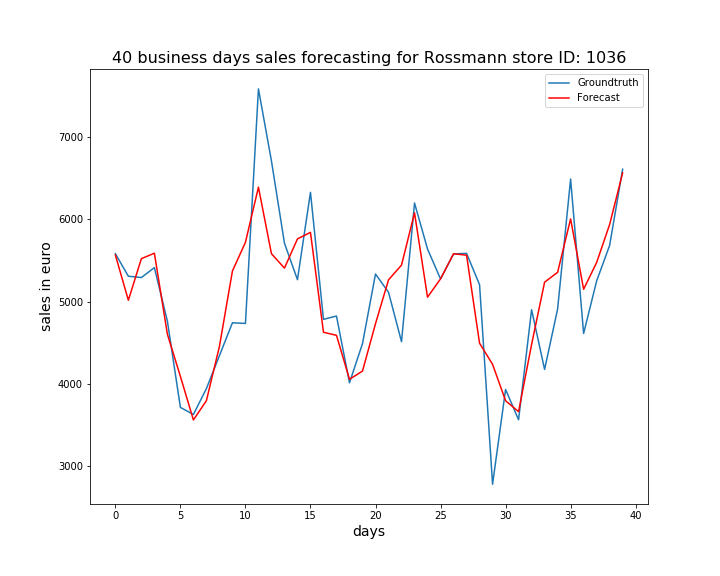 40 business days sales forecasting for Rossmann store ID: 1036
Groundtruth
Forecast
7000
6000
5000
4000
3000
sales in euro
0 5 10 15 20 25 30 35 40
days